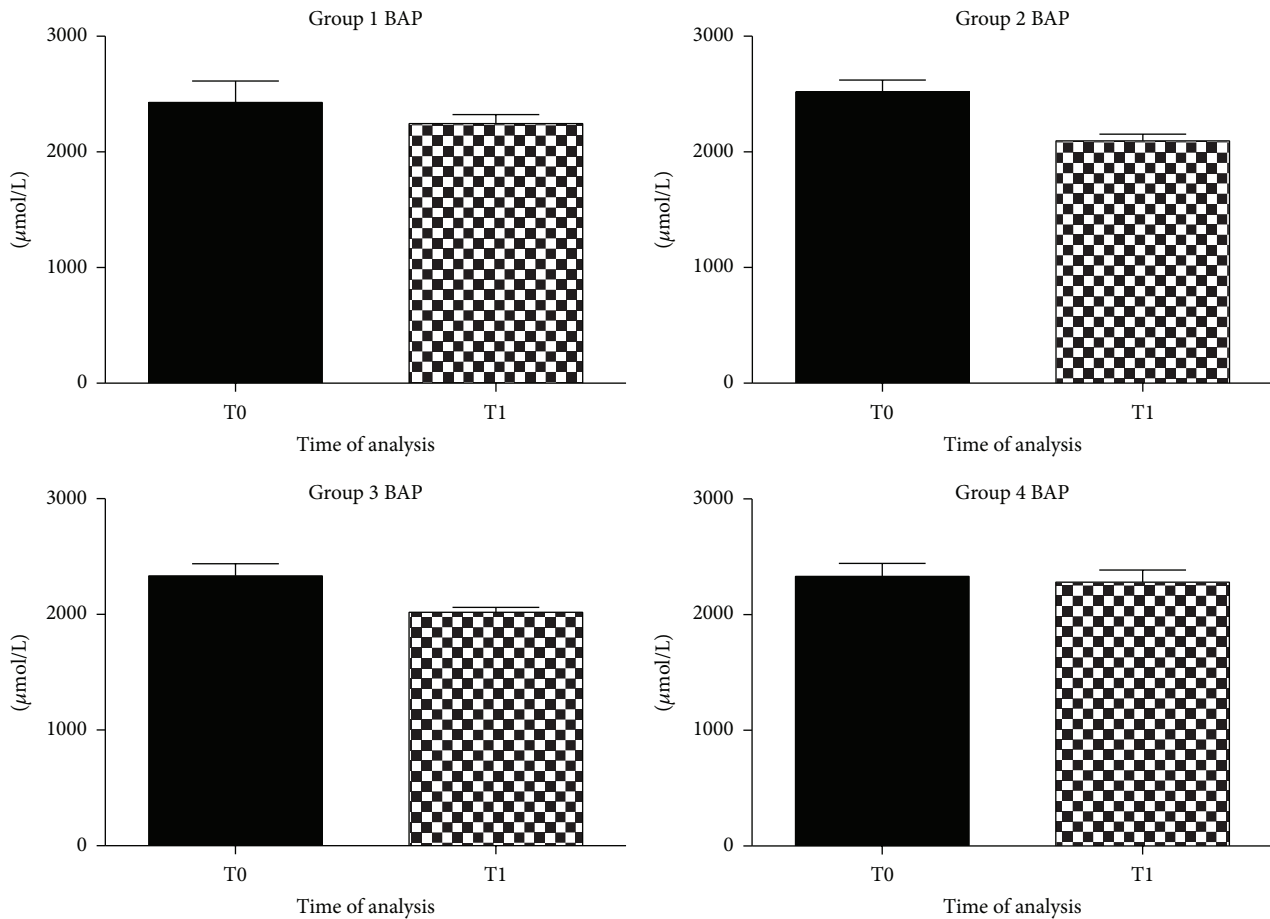 Group 1 BAP
3000
2000
1000
0
(μmol/L)
T0 T1
Time of analysis
Group 2 BAP
3000
2000
1000
0
(μmol/L)
T0 T1
Time of analysis
Group 3 BAP
3000
2000
1000
0
(μmol/L)
T0 T1
Time of analysis
Group 4 BAP
3000
2000
1000
0
(μmol/L)
T0 T1
Time of analysis